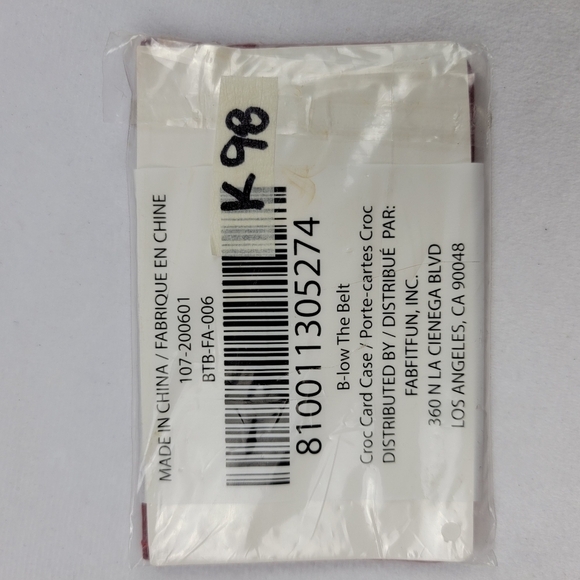 K 98
MADE IN CHINA / FABRIQUE EN CHINE
107-200601
BTB-FA-006
810011305274
B-low The Belt
Croc Card Case / Porte-cartes Croc
DISTRIBUTED BY / DISTRIBUÉ PAR:
FABFITFUN, INC.
360 N LA CIENEGA BLVD
LOS ANGELES, CA 90048